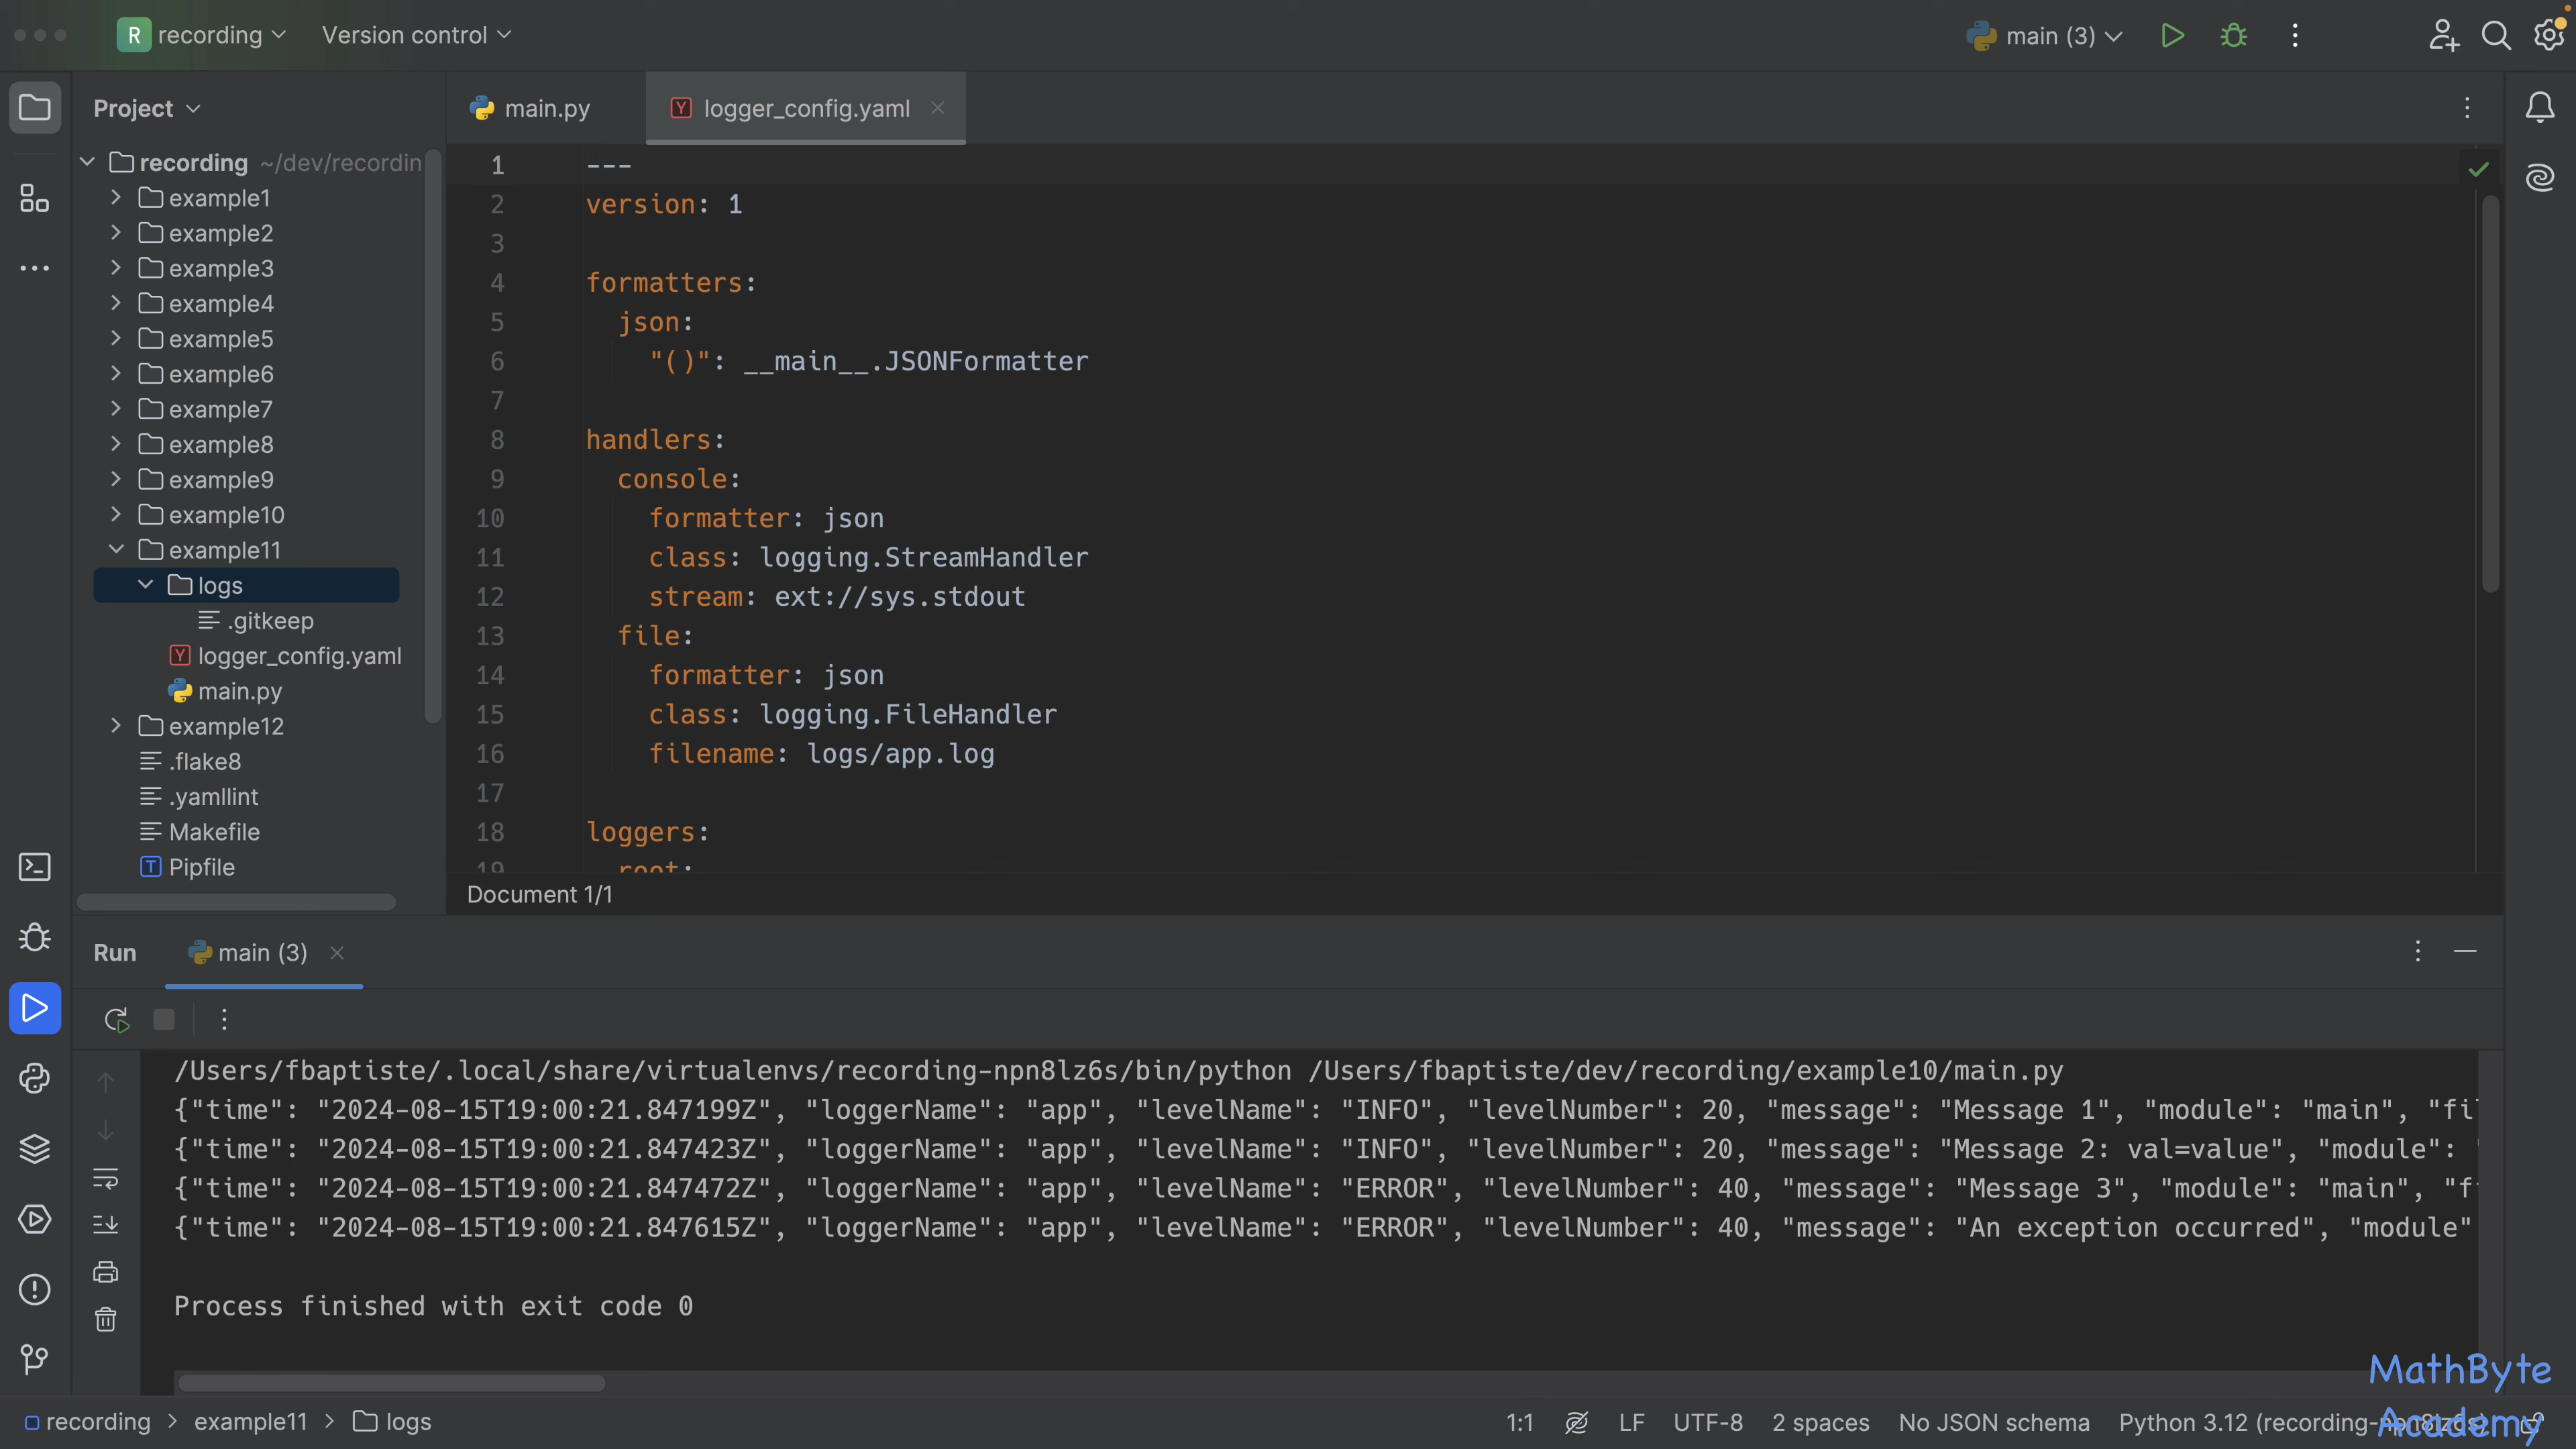 R recording Version control main (3)
Project
main.py logger_config.yaml
recording ~/dev/recordin
example1
example2
example3
example4
example5
example6
example7
example8
example9
example10
example11
logs
.gitkeep
logger_config.yaml
main.py
example12
.flake8
.yamllint
Makefile
Pipfile
1 ---
2 version: 1
3
4 formatters:
5 json:
6 "()": __main__.JSONFormatter
7
8 handlers:
9 console:
10 formatter: json
11 class: logging.StreamHandler
12 stream: ext://sys.stdout
13 file:
14 formatter: json
15 class: logging.FileHandler
16 filename: logs/app.log
17
18 loggers:
19 root:
Document 1/1
Run main (3)
/Users/fbaptiste/.local/share/virtualenvs/recording-npn8lz6s/bin/python /Users/fbaptiste/dev/recording/example10/main.py
{"time": "2024-08-15T19:00:21.847199Z", "loggerName": "app", "levelName": "INFO", "levelNumber": 20, "message": "Message 1", "module": "main", "fil
{"time": "2024-08-15T19:00:21.847423Z", "loggerName": "app", "levelName": "INFO", "levelNumber": 20, "message": "Message 2: val=value", "module": "
{"time": "2024-08-15T19:00:21.847472Z", "loggerName": "app", "levelName": "ERROR", "levelNumber": 40, "message": "Message 3", "module": "main", "f
{"time": "2024-08-15T19:00:21.847615Z", "loggerName": "app", "levelName": "ERROR", "levelNumber": 40, "message": "An exception occurred", "module"
Process finished with exit code 0
MathByte
Academy
recording > example11 > logs 1:1 LF UTF-8 2 spaces No JSON schema Python 3.12 (recording-npn8lz6s)